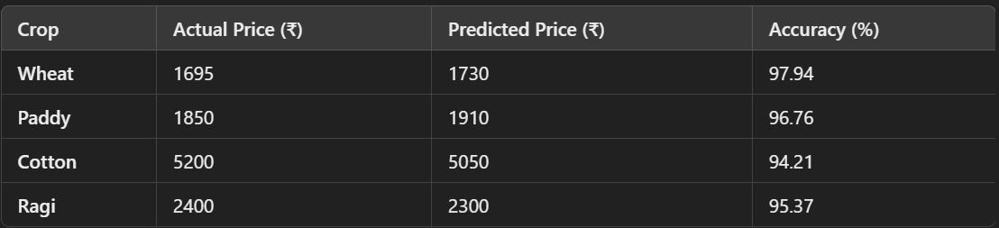 Crop Actual Price (₹) Predicted Price (₹) Accuracy (%)
Wheat 1695 1730 97.94
Paddy 1850 1910 96.76
Cotton 5200 5050 94.21
Ragi 2400 2300 95.37